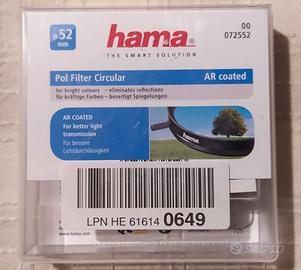 ø 52
mm
hama
THE SMART SOLUTION
00
072552
Pol Filter Circular
AR coated
for bright colours – eliminates reflections
für kräftige Farben – beseitigt Spiegelungen
AR COATED
For better light
transmission
Für bessere
Lichtdurchlässigkeit
hama
LPN HE 61614 0649
www.hama.com
subito